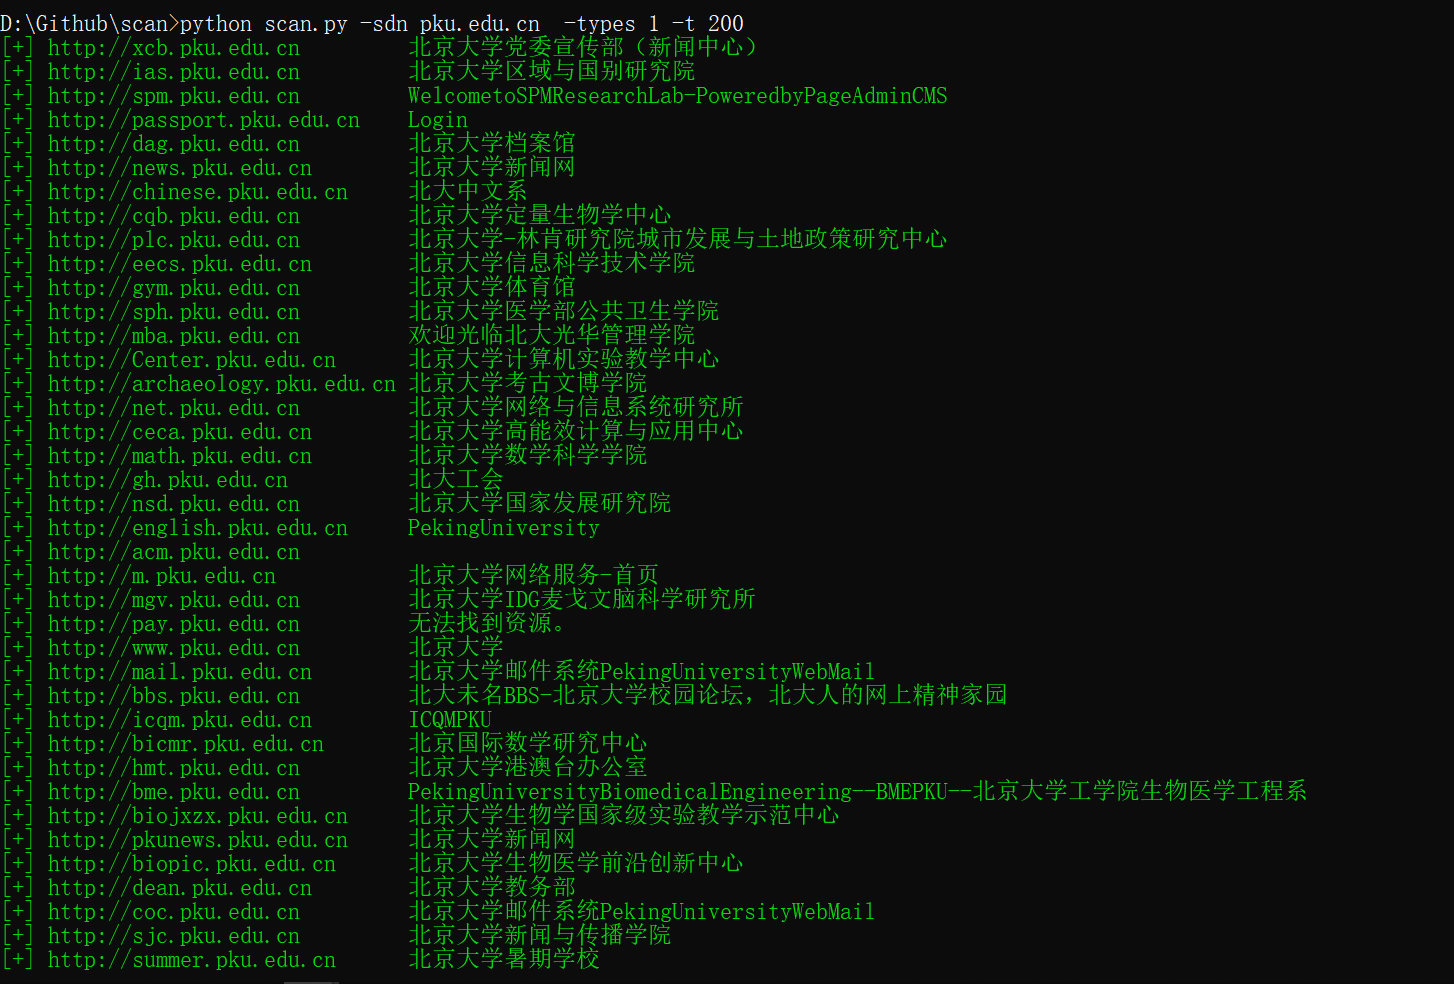 D:\Github\scan>python scan.py -sdn pku.edu.cn  -types 1 -t 200
[+] http://xcb.pku.edu.cn         北京大学党委宣传部（新闻中心）
[+] http://ias.pku.edu.cn         北京大学区域与国别研究院
[+] http://spm.pku.edu.cn         WelcometoSPMResearchLab-PoweredbyPageAdminCMS
[+] http://passport.pku.edu.cn    Login
[+] http://dag.pku.edu.cn         北京大学档案馆
[+] http://news.pku.edu.cn        北京大学新闻网
[+] http://chinese.pku.edu.cn     北大中文系
[+] http://cqb.pku.edu.cn         北京大学定量生物学中心
[+] http://plc.pku.edu.cn         北京大学-林肯研究院城市发展与土地政策研究中心
[+] http://eecs.pku.edu.cn        北京大学信息科学技术学院
[+] http://gym.pku.edu.cn         北京大学体育馆
[+] http://sph.pku.edu.cn         北京大学医学部公共卫生学院
[+] http://mba.pku.edu.cn         欢迎光临北大光华管理学院
[+] http://Center.pku.edu.cn      北京大学计算机实验教学中心
[+] http://archaeology.pku.edu.cn 北京大学考古文博学院
[+] http://net.pku.edu.cn         北京大学网络与信息系统研究所
[+] http://ceca.pku.edu.cn        北京大学高能效计算与应用中心
[+] http://math.pku.edu.cn        北京大学数学科学学院
[+] http://gh.pku.edu.cn          北大工会
[+] http://nsd.pku.edu.cn         北京大学国家发展研究院
[+] http://english.pku.edu.cn     PekingUniversity
[+] http://acm.pku.edu.cn
[+] http://m.pku.edu.cn           北京大学网络服务-首页
[+] http://mgv.pku.edu.cn         北京大学IDG麦戈文脑科学研究所
[+] http://pay.pku.edu.cn         无法找到资源。
[+] http://www.pku.edu.cn         北京大学
[+] http://mail.pku.edu.cn        北京大学邮件系统PekingUniversityWebMail
[+] http://bbs.pku.edu.cn         北大未名BBS-北京大学校园论坛，北大人的网上精神家园
[+] http://icqm.pku.edu.cn        ICQMPKU
[+] http://bicmr.pku.edu.cn       北京国际数学研究中心
[+] http://hmt.pku.edu.cn         北京大学港澳台办公室
[+] http://bme.pku.edu.cn         PekingUniversityBiomedicalEngineering--BMEPKU--北京大学工学院生物医学工程系
[+] http://biojxzx.pku.edu.cn     北京大学生物学国家级实验教学示范中心
[+] http://pkunews.pku.edu.cn     北京大学新闻网
[+] http://biopic.pku.edu.cn      北京大学生物医学前沿创新中心
[+] http://dean.pku.edu.cn        北京大学教务部
[+] http://coc.pku.edu.cn         北京大学邮件系统PekingUniversityWebMail
[+] http://sjc.pku.edu.cn         北京大学新闻与传播学院
[+] http://summer.pku.edu.cn      北京大学暑期学校